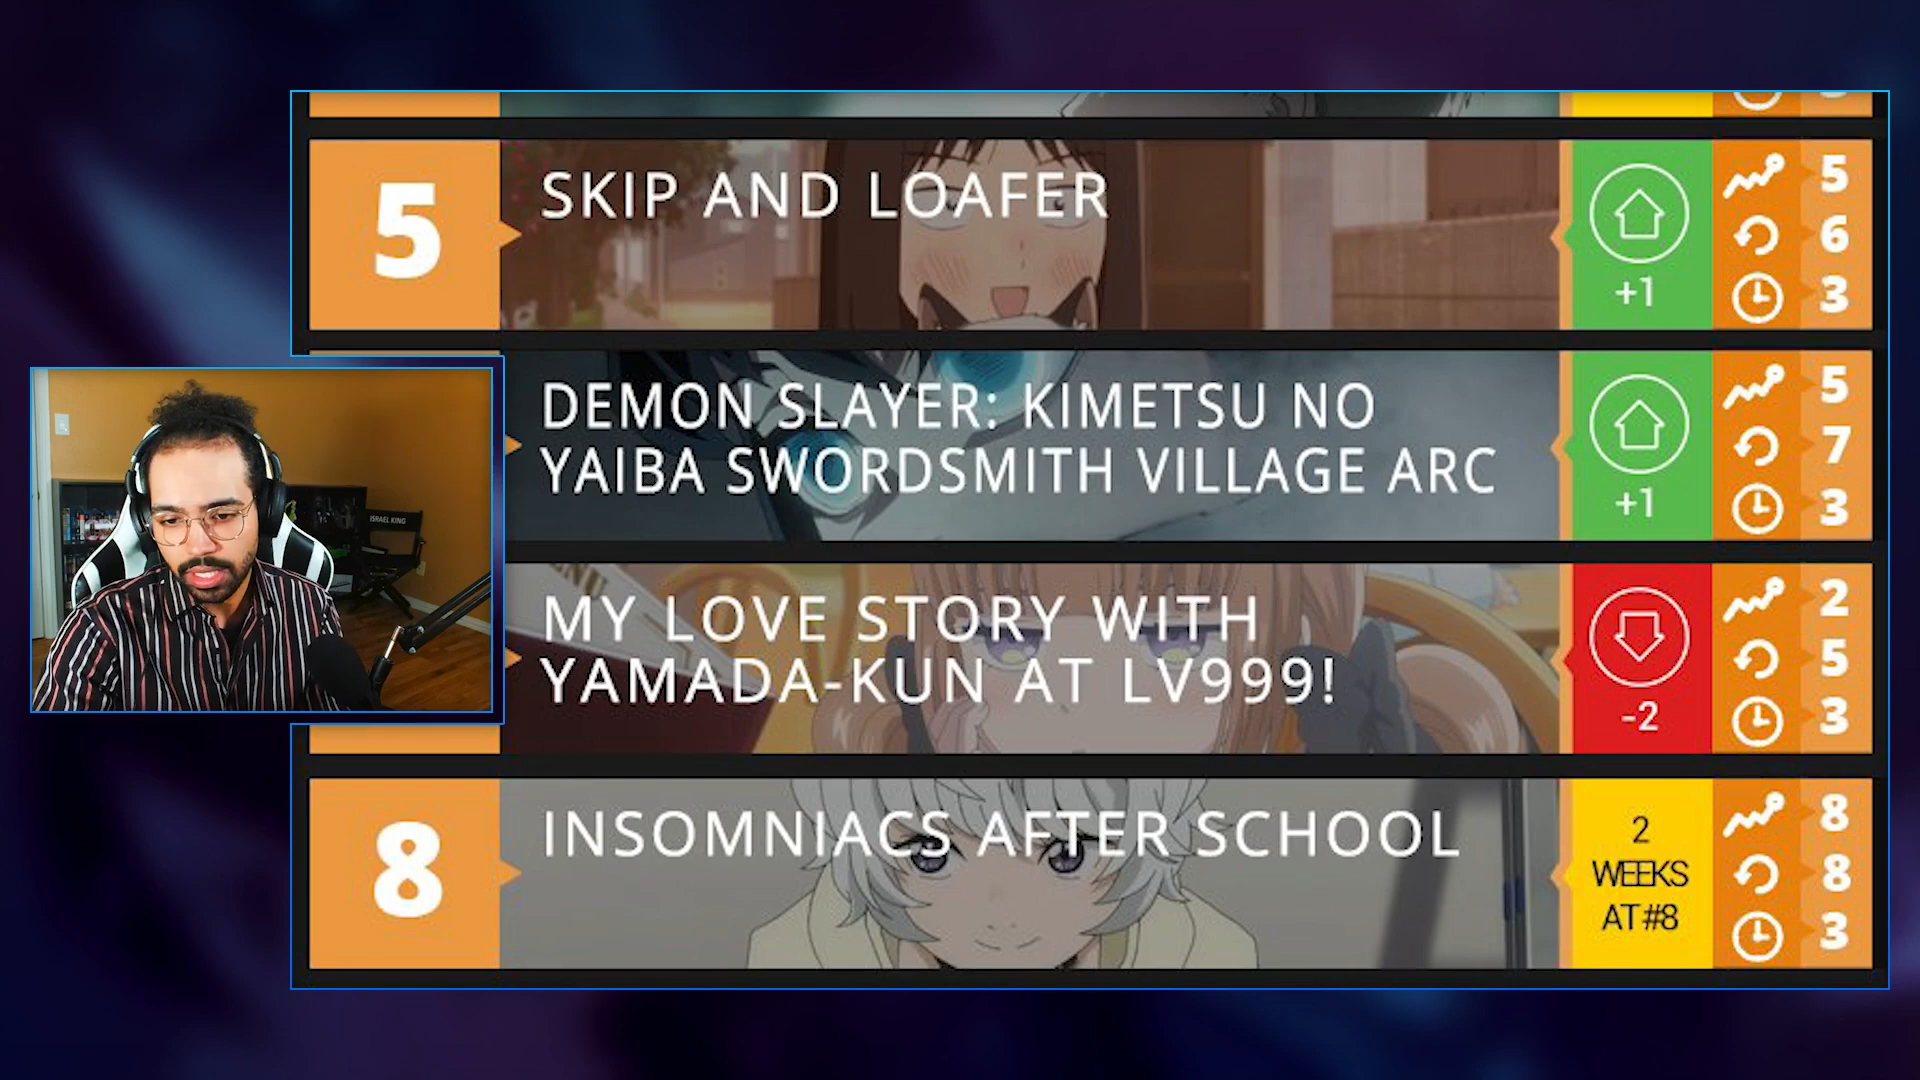 5
SKIP AND LOAFER
+1
5
6
3
DEMON SLAYER: KIMETSU NO
YAIBA SWORDSMITH VILLAGE ARC
+1
5
7
3
MY LOVE STORY WITH
YAMADA-KUN AT LV999!
-2
2
5
3
8
INSOMNIACS AFTER SCHOOL
2
WEEKS
AT #8
8
8
3
ISRAEL KING